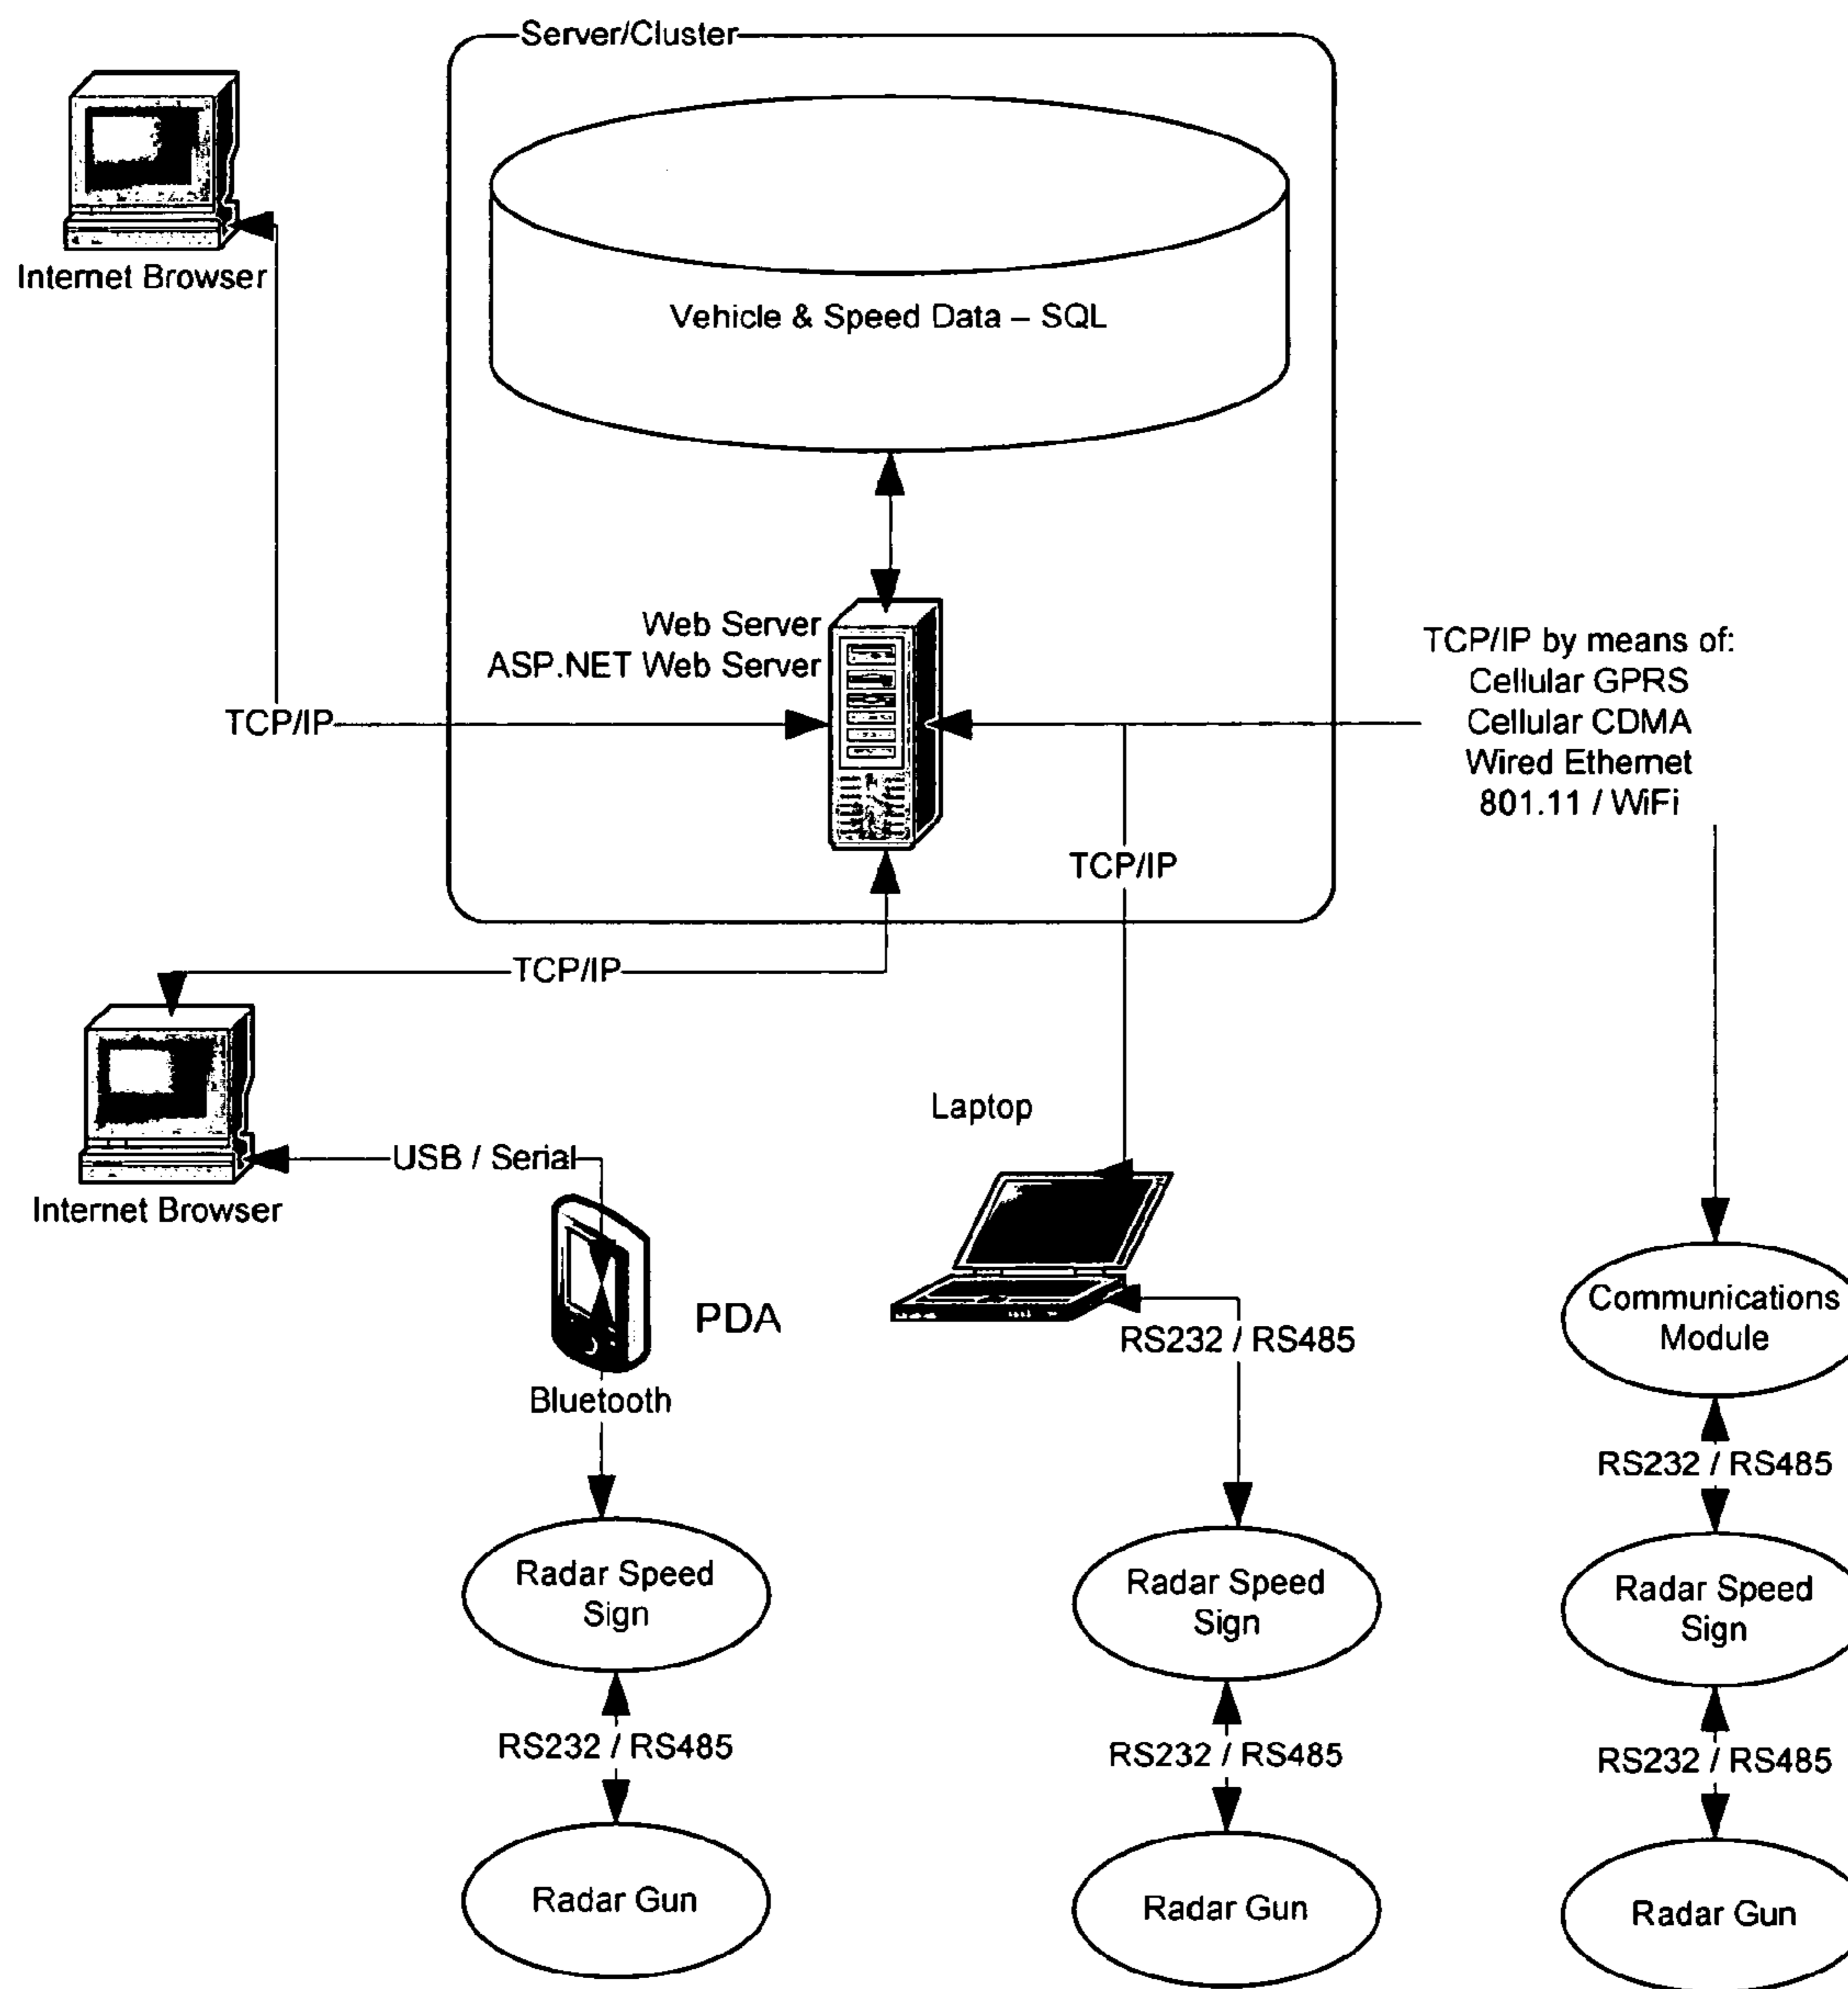 Server/Cluster
Internet Browser
Vehicle & Speed Data – SQL
Web Server
ASP.NET Web Server
TCP/IP
TCP/IP by means of:
Cellular GPRS
Cellular CDMA
Wired Ethernet
801.11 / WiFi
TCP/IP
TCP/IP
Laptop
USB / Serial
Internet Browser
PDA
Bluetooth
RS232 / RS485
Communications
Module
RS232 / RS485
Radar Speed
Sign
Radar Speed
Sign
Radar Speed
Sign
RS232 / RS485
RS232 / RS485
RS232 / RS485
Radar Gun
Radar Gun
Radar Gun